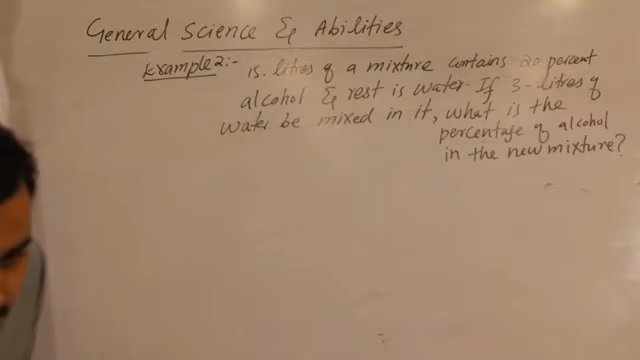 General Science & Abilities
Example 2:- 15. litres of a mixture contains 20 percent
alcohol & rest is water. If 3-litres of
water be mixed in it, what is the
percentage of alcohol
in the new mixture?